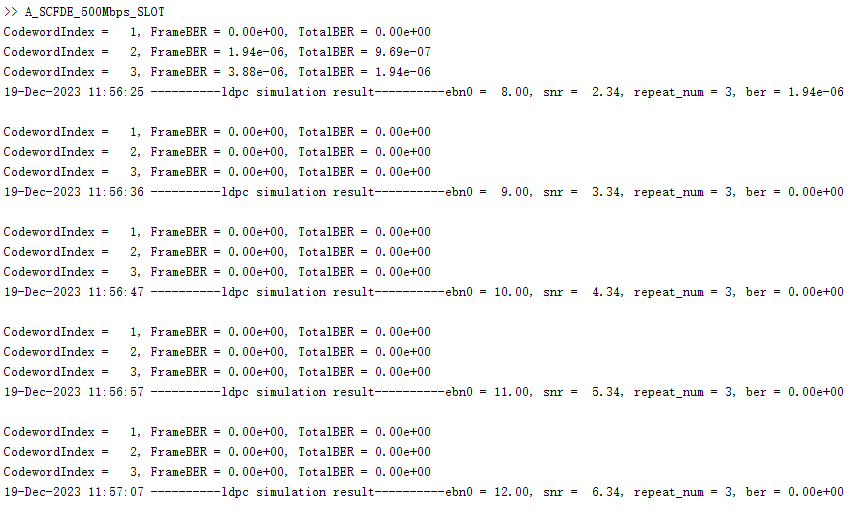 >> A_SCFDE_500Mbps_SLOT
CodewordIndex =   1, FrameBER = 0.00e+00, TotalBER = 0.00e+00
CodewordIndex =   2, FrameBER = 1.94e-06, TotalBER = 9.69e-07
CodewordIndex =   3, FrameBER = 3.88e-06, TotalBER = 1.94e-06
19-Dec-2023 11:56:25 ----------ldpc simulation result----------ebn0 =  8.00, snr =  2.34, repeat_num = 3, ber = 1.94e-06
CodewordIndex =   1, FrameBER = 0.00e+00, TotalBER = 0.00e+00
CodewordIndex =   2, FrameBER = 0.00e+00, TotalBER = 0.00e+00
CodewordIndex =   3, FrameBER = 0.00e+00, TotalBER = 0.00e+00
19-Dec-2023 11:56:36 ----------ldpc simulation result----------ebn0 =  9.00, snr =  3.34, repeat_num = 3, ber = 0.00e+00
CodewordIndex =   1, FrameBER = 0.00e+00, TotalBER = 0.00e+00
CodewordIndex =   2, FrameBER = 0.00e+00, TotalBER = 0.00e+00
CodewordIndex =   3, FrameBER = 0.00e+00, TotalBER = 0.00e+00
19-Dec-2023 11:56:47 ----------ldpc simulation result----------ebn0 = 10.00, snr =  4.34, repeat_num = 3, ber = 0.00e+00
CodewordIndex =   1, FrameBER = 0.00e+00, TotalBER = 0.00e+00
CodewordIndex =   2, FrameBER = 0.00e+00, TotalBER = 0.00e+00
CodewordIndex =   3, FrameBER = 0.00e+00, TotalBER = 0.00e+00
19-Dec-2023 11:56:57 ----------ldpc simulation result----------ebn0 = 11.00, snr =  5.34, repeat_num = 3, ber = 0.00e+00
CodewordIndex =   1, FrameBER = 0.00e+00, TotalBER = 0.00e+00
CodewordIndex =   2, FrameBER = 0.00e+00, TotalBER = 0.00e+00
CodewordIndex =   3, FrameBER = 0.00e+00, TotalBER = 0.00e+00
19-Dec-2023 11:57:07 ----------ldpc simulation result----------ebn0 = 12.00, snr =  6.34, repeat_num = 3, ber = 0.00e+00